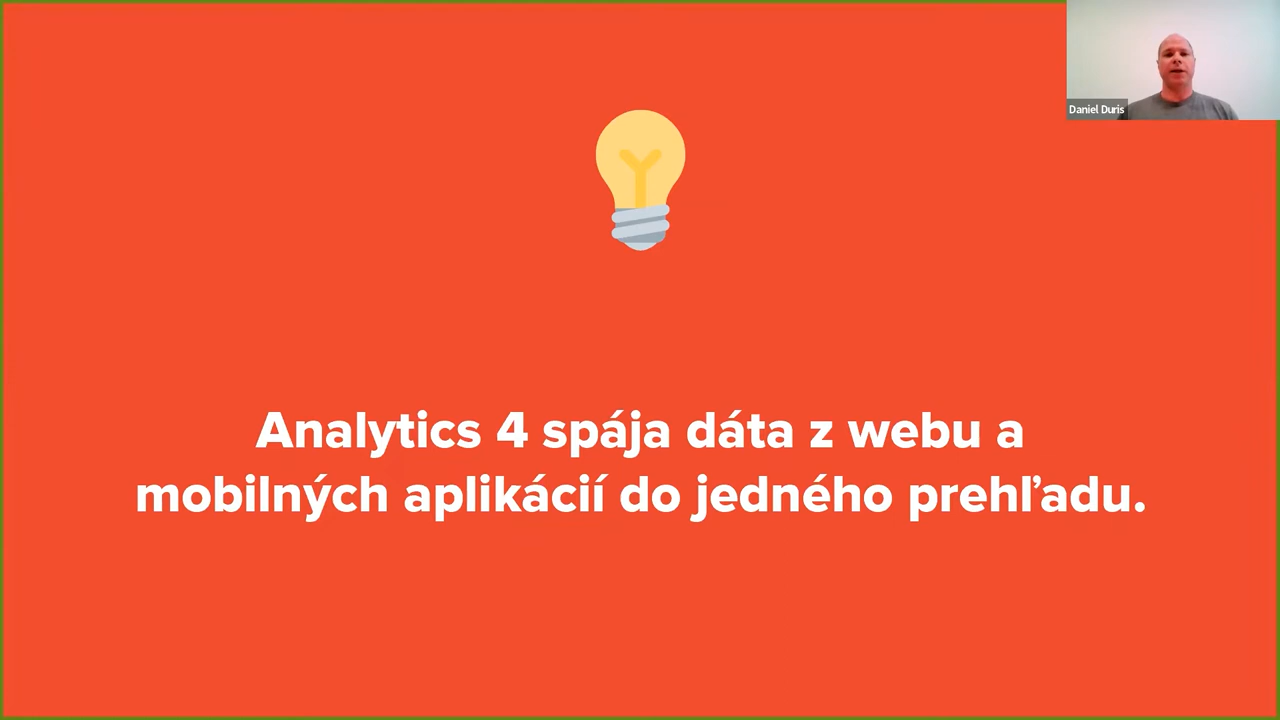 Daniel Duris
Analytics 4 spája dáta z webu a
mobilných aplikácií do jedného prehľadu.